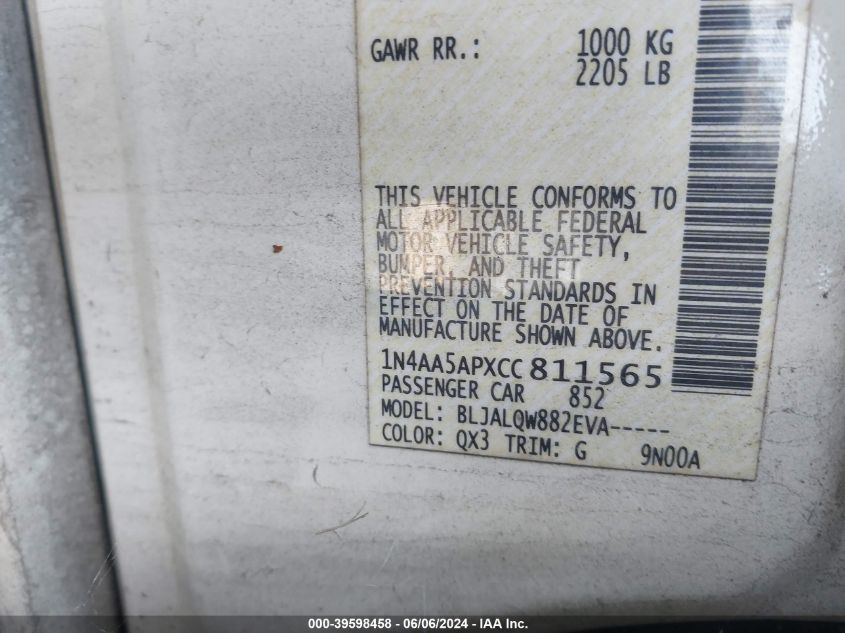 GAWR RR.: 1000 KG
2205 LB
THIS VEHICLE CONFORMS TO
ALL APPLICABLE FEDERAL
MOTOR VEHICLE SAFETY,
BUMPER, AND THEFT
PREVENTION STANDARDS IN
EFFECT ON THE DATE OF
MANUFACTURE SHOWN ABOVE.
1N4AA5APXCC811565
PASSENGER CAR 852
MODEL: BLJALQW882EVA-----
COLOR: QX3 TRIM: G 9N00A
000-39598458 - 06/06/2024 - IAA, Inc.